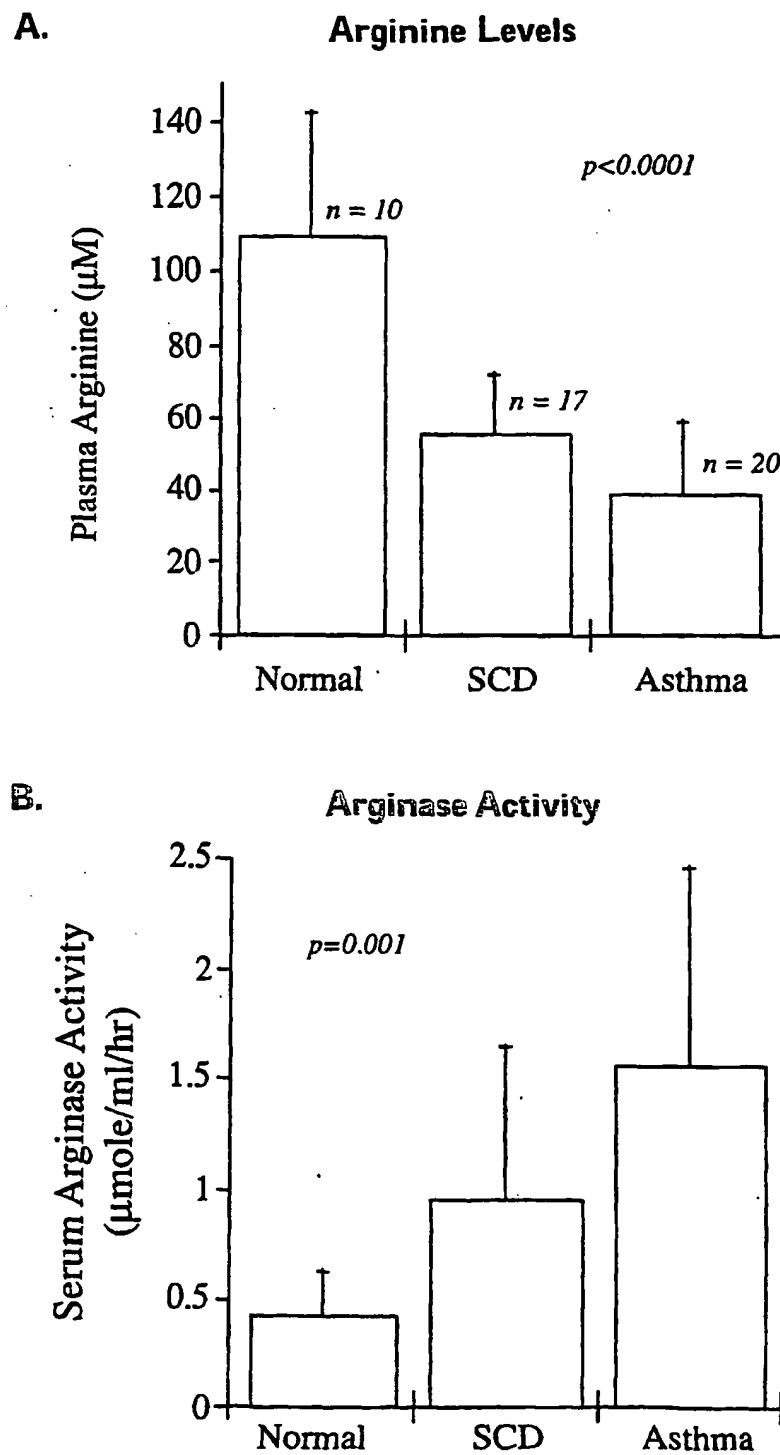 A.
Arginine Levels
Plasma Arginine (µM)
140
120
100
80
60
40
20
0
n = 10
n = 17
n = 20
p<0.0001
Normal SCD Asthma
B.
Arginase Activity
Serum Arginase Activity
(µmole/ml/hr)
2.5
2
1.5
1
0.5
0
p=0.001
Normal SCD Asthma